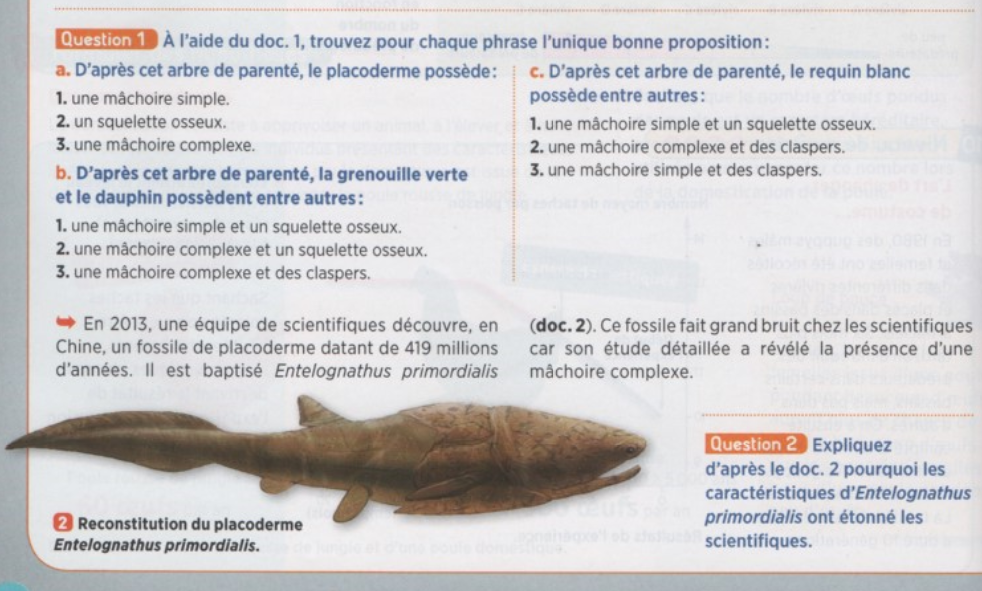 Question 1 À l'aide du doc. 1, trouvez pour chaque phrase l'unique bonne proposition :
a. D'après cet arbre de parenté, le placoderme possède :
1. une mâchoire simple.
2. un squelette osseux.
3. une mâchoire complexe.
b. D'après cet arbre de parenté, la grenouille verte
et le dauphin possèdent entre autres :
1. une mâchoire simple et un squelette osseux.
2. une mâchoire complexe et un squelette osseux.
3. une mâchoire complexe et des claspers.
c. D'après cet arbre de parenté, le requin blanc
possède entre autres :
1. une mâchoire simple et un squelette osseux.
2. une mâchoire complexe et des claspers.
3. une mâchoire simple et des claspers.
➥ En 2013, une équipe de scientifiques découvre, en
Chine, un fossile de placoderme datant de 419 millions
d'années. Il est baptisé Entelognathus primordialis
(doc. 2). Ce fossile fait grand bruit chez les scientifiques
car son étude détaillée a révélé la présence d'une
mâchoire complexe.
2 Reconstitution du placoderme
Entelognathus primordialis.
Question 2 Expliquez
d'après le doc. 2 pourquoi les
caractéristiques d'Entelognathus
primordialis ont étonné les
scientifiques.